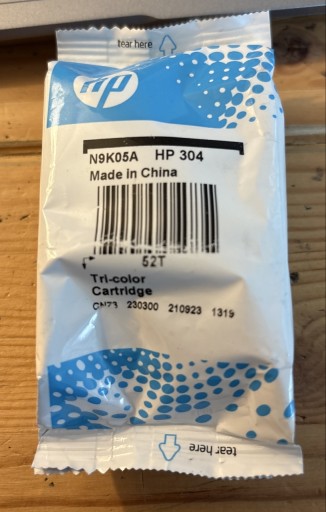 tear here
hp
N9K05A HP 304
Made in China
52T
Tri-color
Cartridge
CN73 230300 210923 1319
tear here